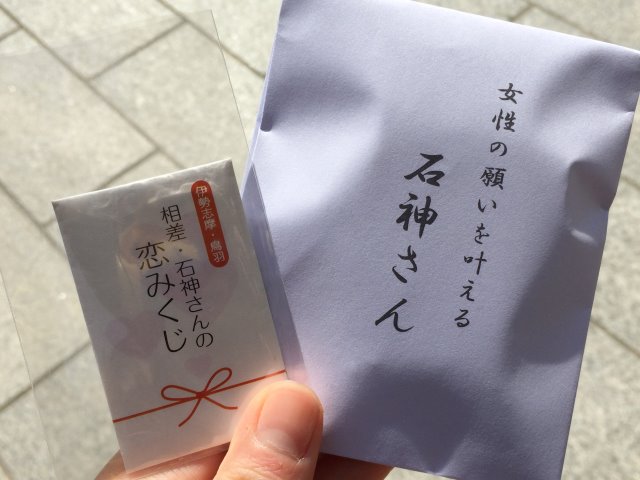 女性の願いを叶える
石神さん
伊勢志摩・鳥羽
相差・石神さんの
恋みくじ